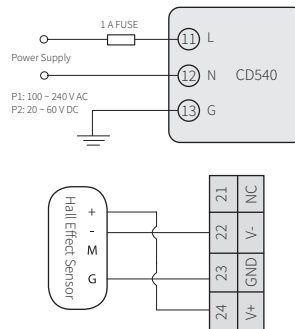 1 A FUSE
11 L
Power Supply
12 N CD540
P1: 100 ~ 240 V AC
P2: 20 ~ 60 V DC
13 G
Hall Effect Sensor
+
-
M
G
21 NC
22 V-
23 GND
24 V+